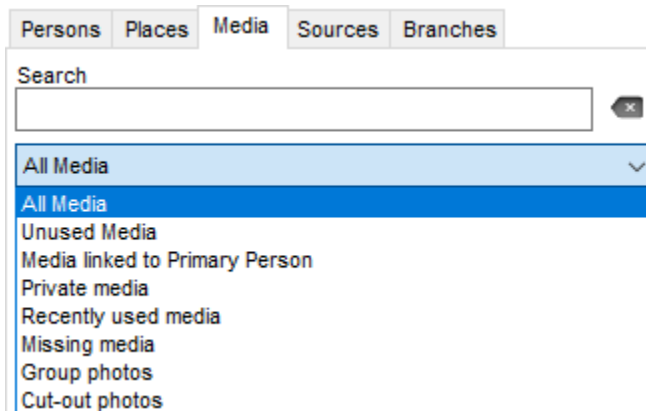 Persons Places Media Sources Branches
Search
All Media
All Media
Unused Media
Media linked to Primary Person
Private media
Recently used media
Missing media
Group photos
Cut-out photos